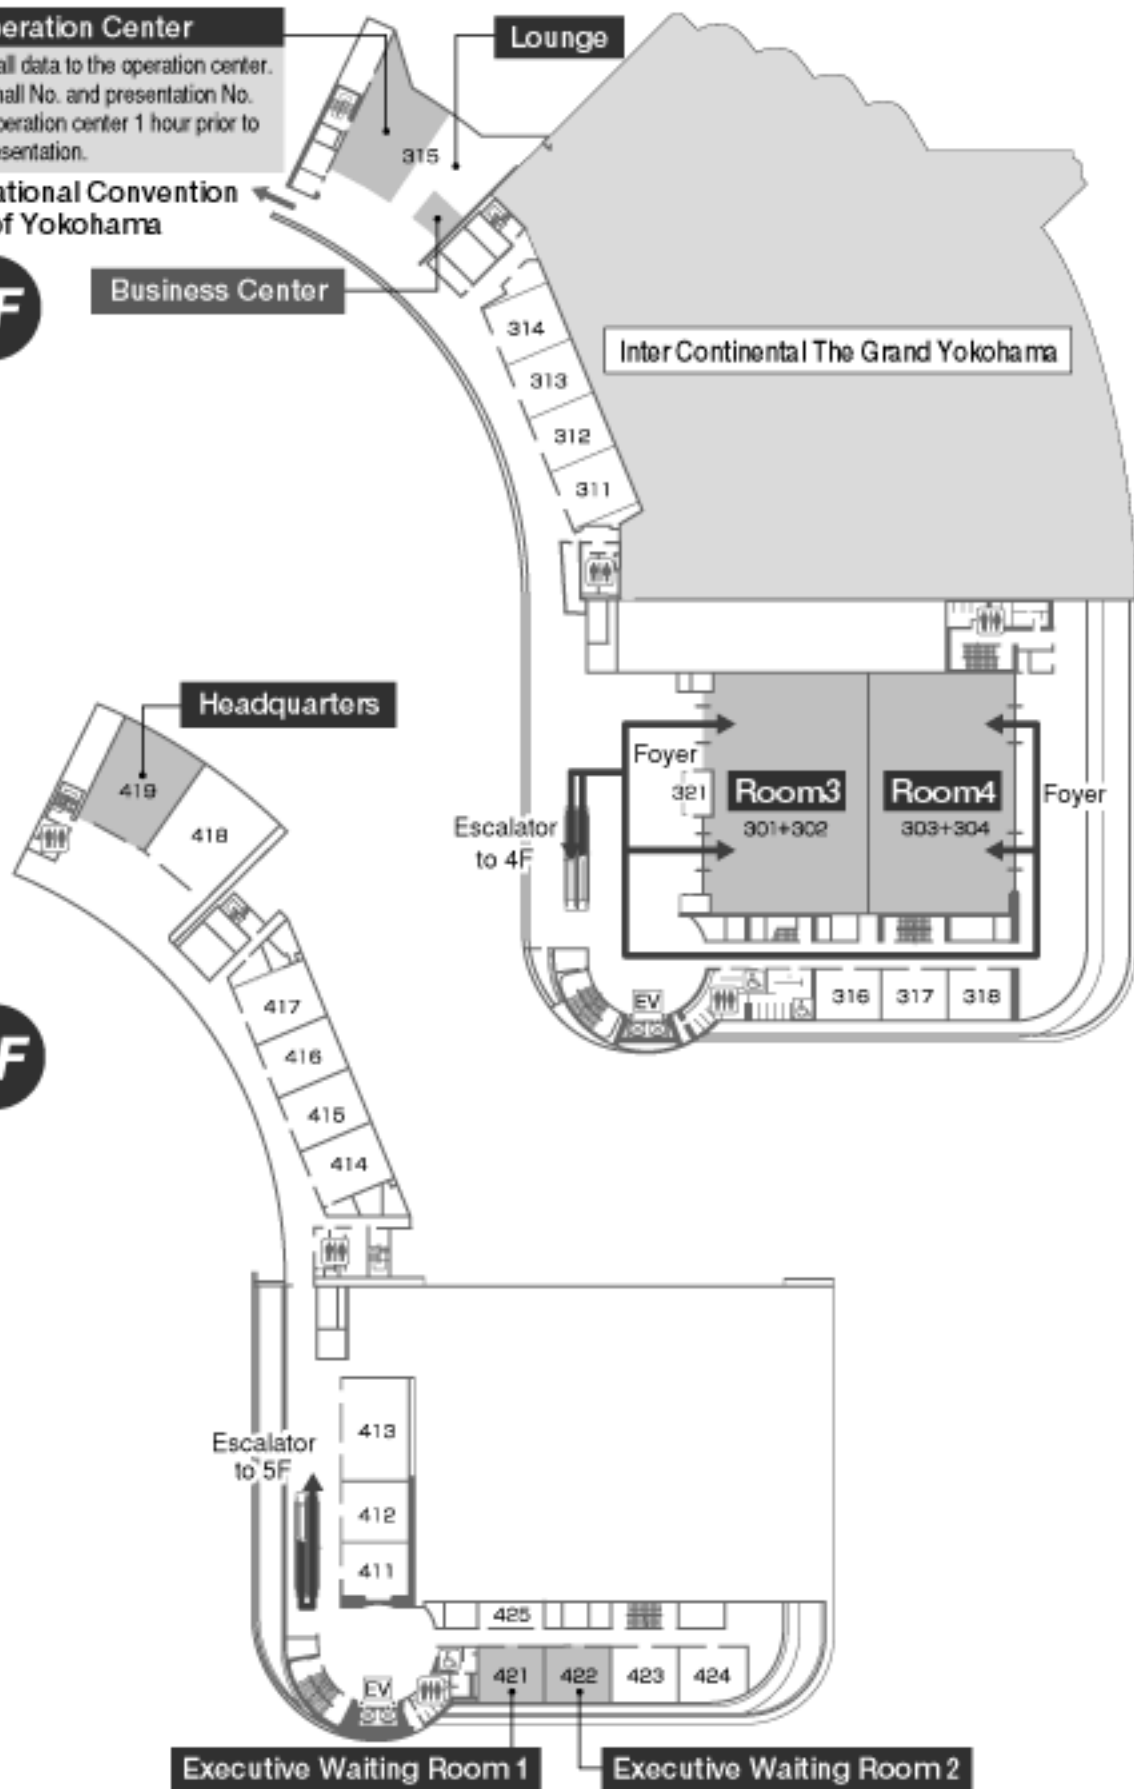 peration Center
all data to the operation center.
hall No. and presentation No.
peration center 1 hour prior to
esentation.
Lounge
315
ational Convention
of Yokohama
Business Center
F
314
313
312
311
Inter Continental The Grand Yokohama
Foyer
321
Room3
301+302
Room4
303+304
Foyer
Escalator
to 4F
EV
316
317
318
Headquarters
419
418
F
417
416
415
414
413
412
411
Escalator
to 5F
425
421
422
423
424
EV
Executive Waiting Room 1
Executive Waiting Room 2